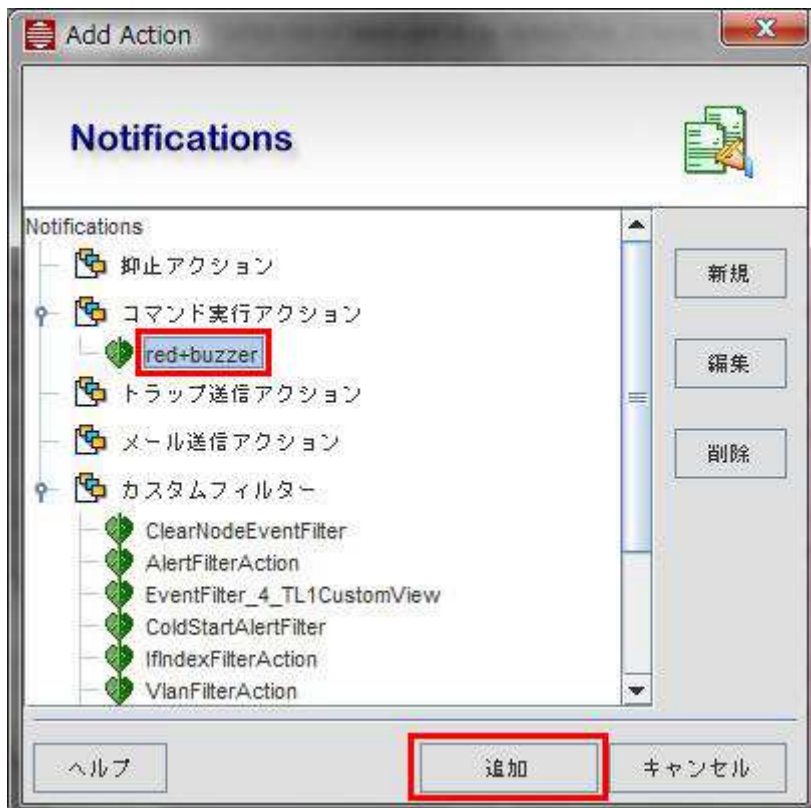 Add Action
Notifications
Notifications
抑止アクション
コマンド実行アクション
red+buzzer
トラップ送信アクション
メール送信アクション
カスタムフィルター
ClearNodeEventFilter
AlertFilterAction
EventFilter_4_TL1CustomView
ColdStartAlertFilter
IfIndexFilterAction
VlanFilterAction
新規
編集
削除
ヘルプ
追加
キャンセル